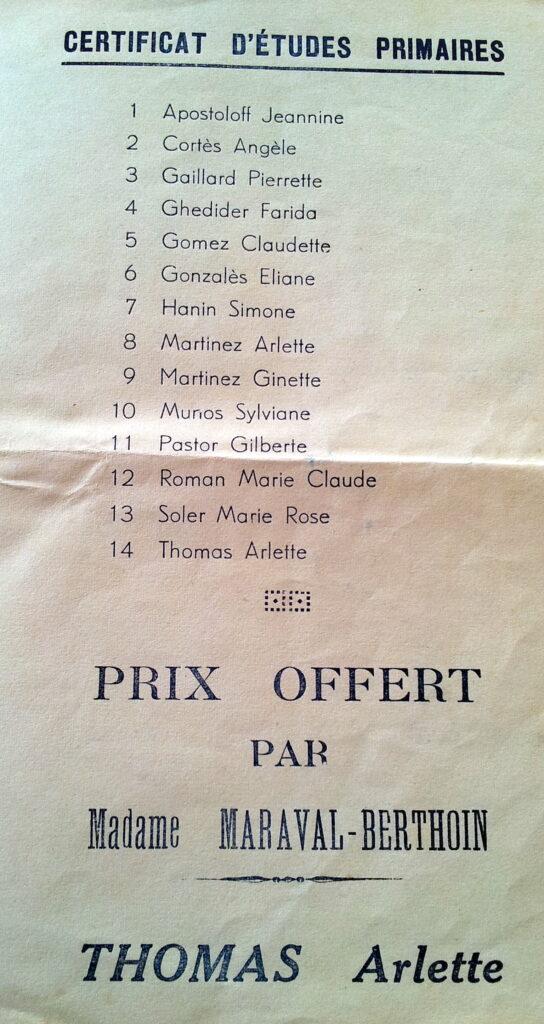 CERTIFICAT D'ÉTUDES PRIMAIRES
1 Apostoloff Jeannine
2 Cortès Angèle
3 Gaillard Pierrette
4 Ghedider Farida
5 Gomez Claudette
6 Gonzalès Eliane
7 Hanin Simone
8 Martinez Arlette
9 Martinez Ginette
10 Munos Sylviane
11 Pastor Gilberte
12 Roman Marie Claude
13 Soler Marie Rose
14 Thomas Arlette
PRIX OFFERT
PAR
Madame MARAVAL-BERTHOIN
THOMAS Arlette